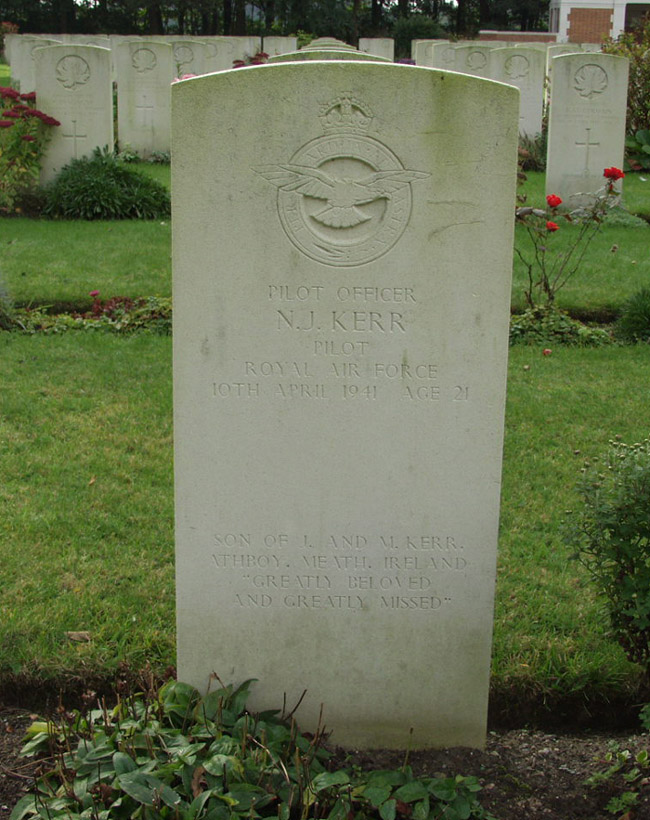 PILOT OFFICER
N.J. KERR
PILOT
ROYAL AIR FORCE
10TH APRIL 1941 AGE 21
SON OF J. AND M. KERR,
ATHBOY, MEATH, IRELAND
"GREATLY BELOVED
AND GREATLY MISSED"